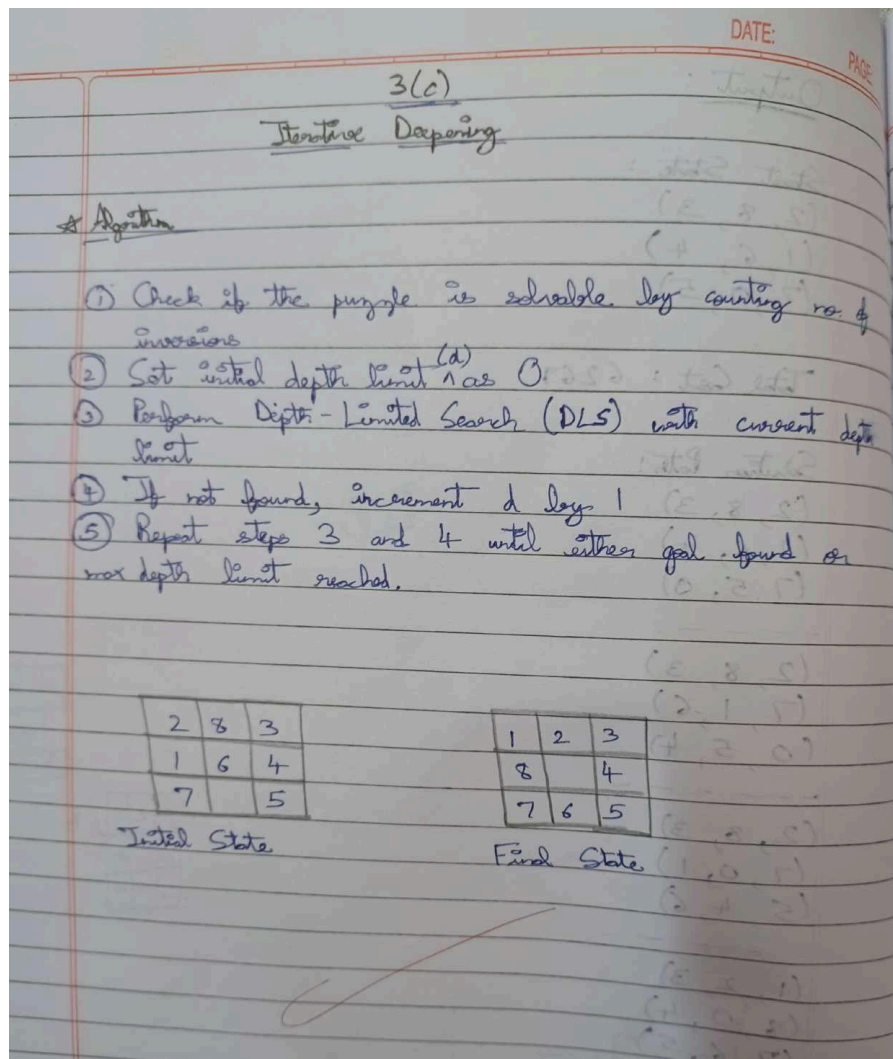 DATE:
PAGE:
3(c)
Iterative Deepening
* Algorithm
① Check if the puzzle is solvable by counting no. of
inversions
② Set initial depth limit ^(d) as 0
③ Perform Depth-Limited Search (DLS) with current depth
limit
④ If not found, increment d by 1
⑤ Repeat steps 3 and 4 until either goal found or
max depth limit reached.
2 8 3
1 6 4
7 5
Initial State
1 2 3
8 4
7 6 5
Final State